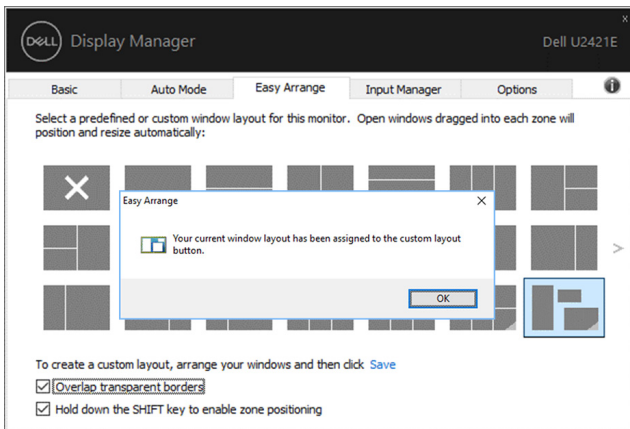 DELL Display Manager
x
Dell U2421E
Basic Auto Mode Easy Arrange Input Manager Options
Select a predefined or custom window layout for this monitor. Open windows dragged into each zone will
position and resize automatically:
Easy Arrange
Your current window layout has been assigned to the custom layout
button.
OK
To create a custom layout, arrange your windows and then click Save
Overlap transparent borders
Hold down the SHIFT key to enable zone positioning